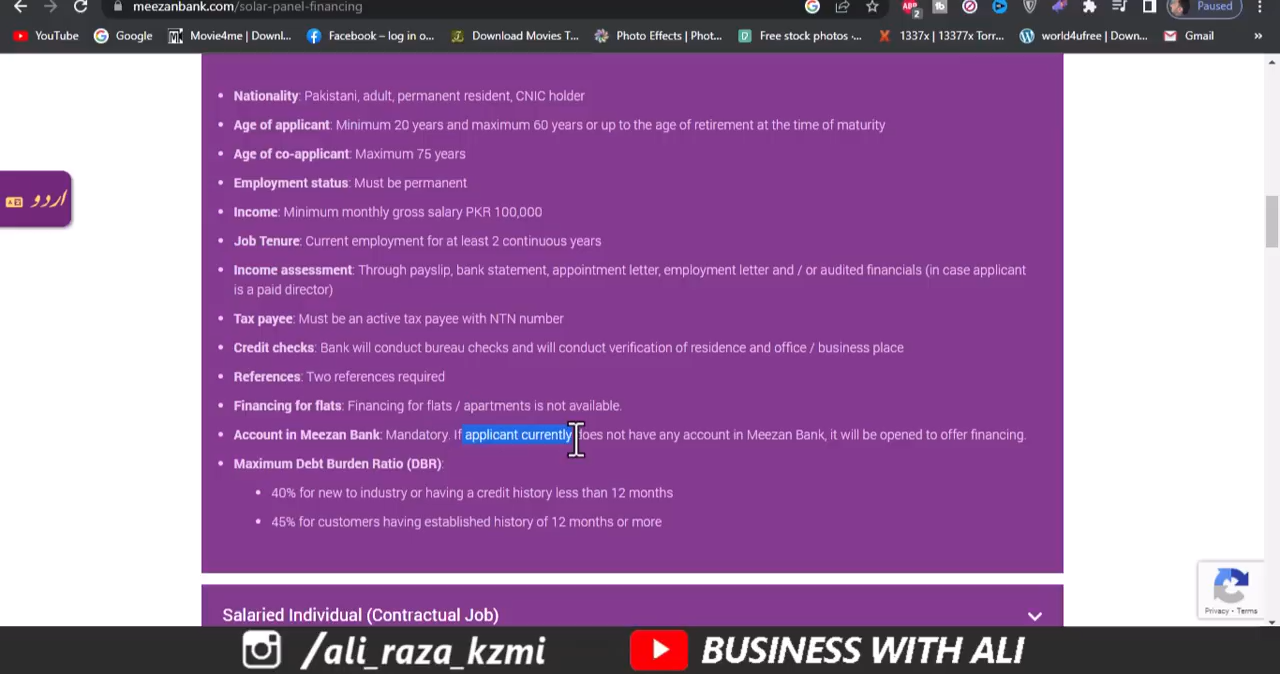 meezanbank.com/solar-panel-financing
2
Paused
YouTube
Google
Movie4me | Downl...
Facebook – log in o...
Download Movies T...
Photo Effects | Phot...
Free stock photos ·...
1337x | 13377x Torr...
world4ufree | Down...
Gmail
»
• Nationality: Pakistani, adult, permanent resident, CNIC holder
• Age of applicant: Minimum 20 years and maximum 60 years or up to the age of retirement at the time of maturity
• Age of co-applicant: Maximum 75 years
اردو
• Employment status: Must be permanent
• Income: Minimum monthly gross salary PKR 100,000
• Job Tenure: Current employment for at least 2 continuous years
• Income assessment: Through payslip, bank statement, appointment letter, employment letter and / or audited financials (in case applicant
is a paid director)
• Tax payee: Must be an active tax payee with NTN number
• Credit checks: Bank will conduct bureau checks and will conduct verification of residence and office / business place
• References: Two references required
• Financing for flats: Financing for flats / apartments is not available.
• Account in Meezan Bank: Mandatory. If applicant currently does not have any account in Meezan Bank, it will be opened to offer financing.
• Maximum Debt Burden Ratio (DBR):
• 40% for new to industry or having a credit history less than 12 months
• 45% for customers having established history of 12 months or more
Salaried Individual (Contractual Job)
Privacy • Terms
/ali_raza_kzmi
BUSINESS WITH ALI